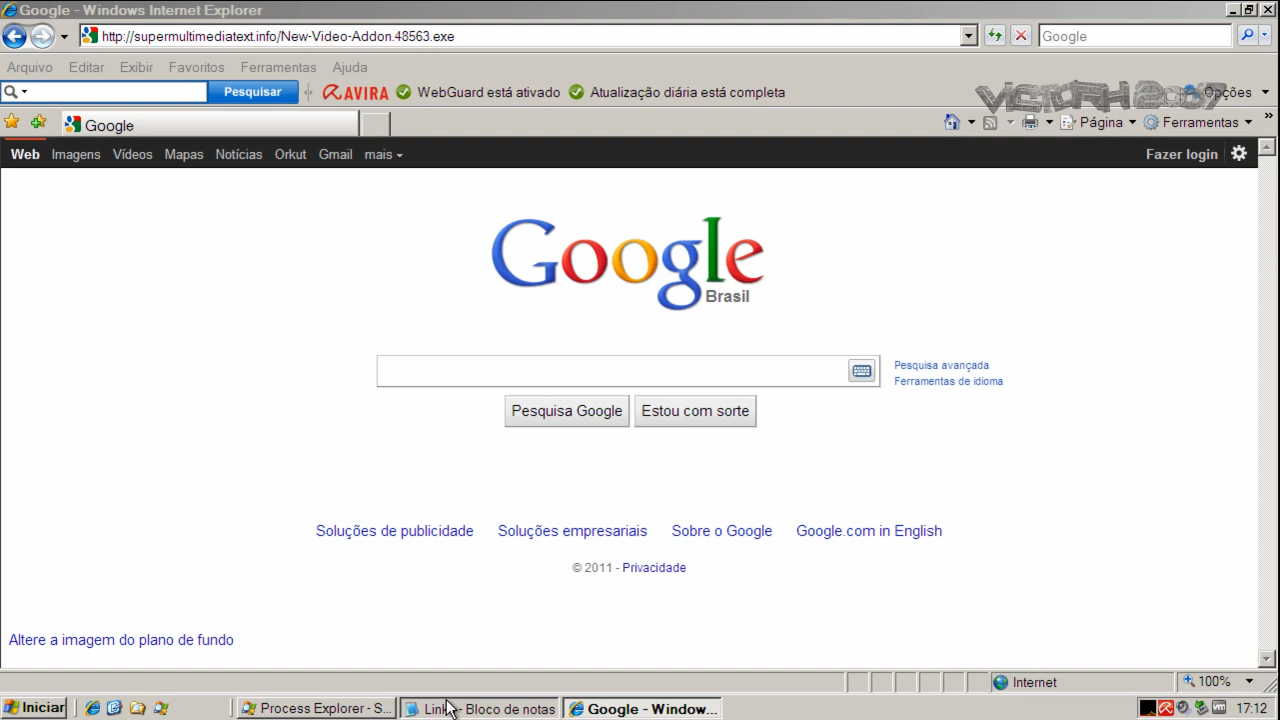 Google - Windows Internet Explorer
http://supermultimediatext.info/New-Video-Addon.48563.exe
Google
Arquivo Editar Exibir Favoritos Ferramentas Ajuda
Pesquisar AVIRA WebGuard está ativado Atualização diária está completa Opções
VICTORH2007
Google Página Ferramentas
Web Imagens Vídeos Mapas Notícias Orkut Gmail mais Fazer login
Google
Brasil
Pesquisa avançada
Ferramentas de idioma
Pesquisa Google Estou com sorte
Soluções de publicidade Soluções empresariais Sobre o Google Google.com in English
© 2011 - Privacidade
Altere a imagem do plano de fundo
Internet 100%
Iniciar Process Explorer - S... - Bloco de notas Google - Window... 17:12